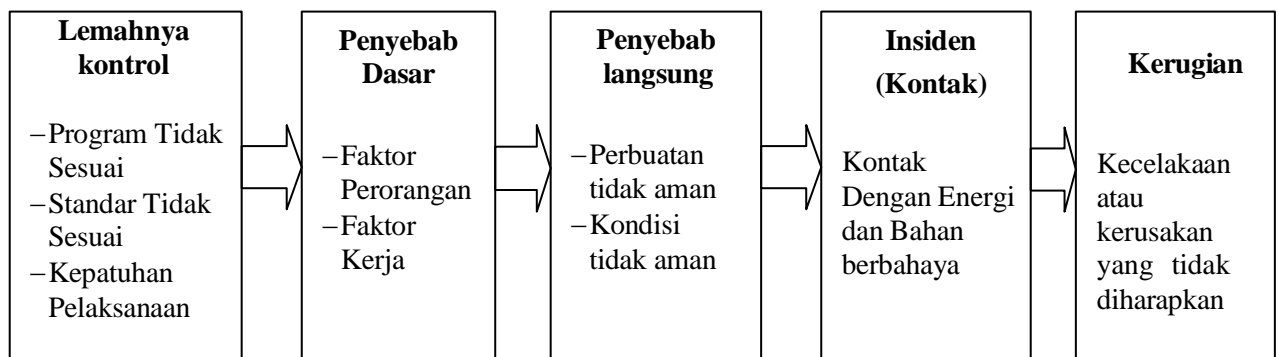 Lemahnya
kontrol
–Program Tidak
Sesuai
–Standar Tidak
Sesuai
–Kepatuhan
Pelaksanaan
Penyebab
Dasar
–Faktor
Perorangan
–Faktor
Kerja
Penyebab
langsung
–Perbuatan
tidak aman
–Kondisi
tidak aman
Insiden
(Kontak)
Kontak
Dengan Energi
dan Bahan
berbahaya
Kerugian
Kecelakaan
atau
kerusakan
yang tidak
diharapkan